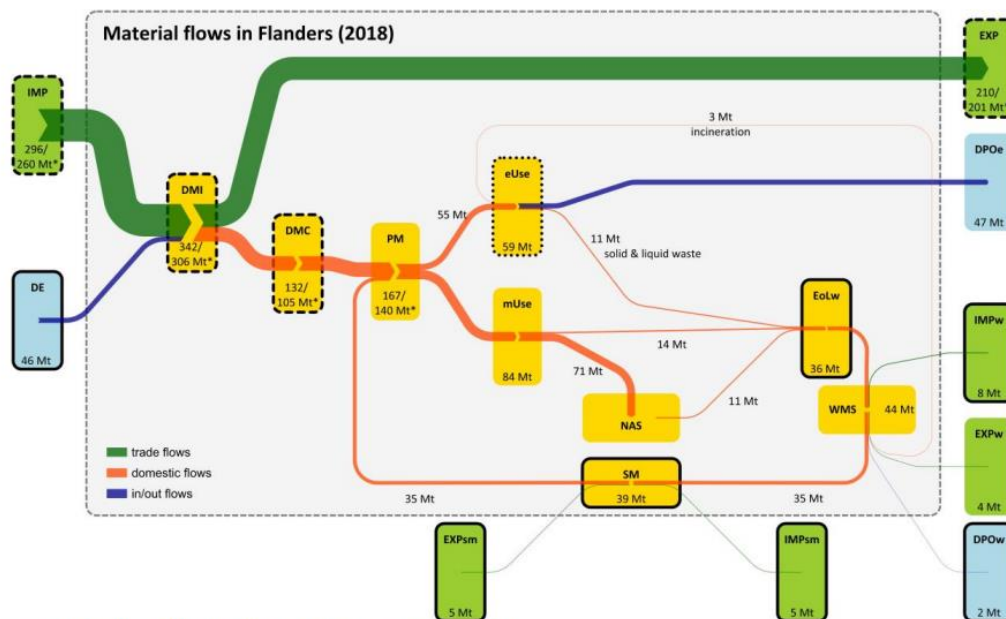 Material flows in Flanders (2018)
IMP
296/
260 Mt*
DE
46 Mt
DMI
342/
306 Mt*
DMC
132/
105 Mt*
PM
167/
140 Mt*
55 Mt
eUse
59 Mt
mUse
84 Mt
3 Mt
incineration
11 Mt
solid & liquid waste
14 Mt
71 Mt
11 Mt
NAS
EoLw
36 Mt
WMS
44 Mt
SM
39 Mt
35 Mt
35 Mt
trade flows
domestic flows
in/out flows
EXP
210/
201 Mt*
DPOe
47 Mt
IMPw
8 Mt
EXPw
4 Mt
DPOw
2 Mt
EXPsm
5 Mt
IMPsm
5 Mt